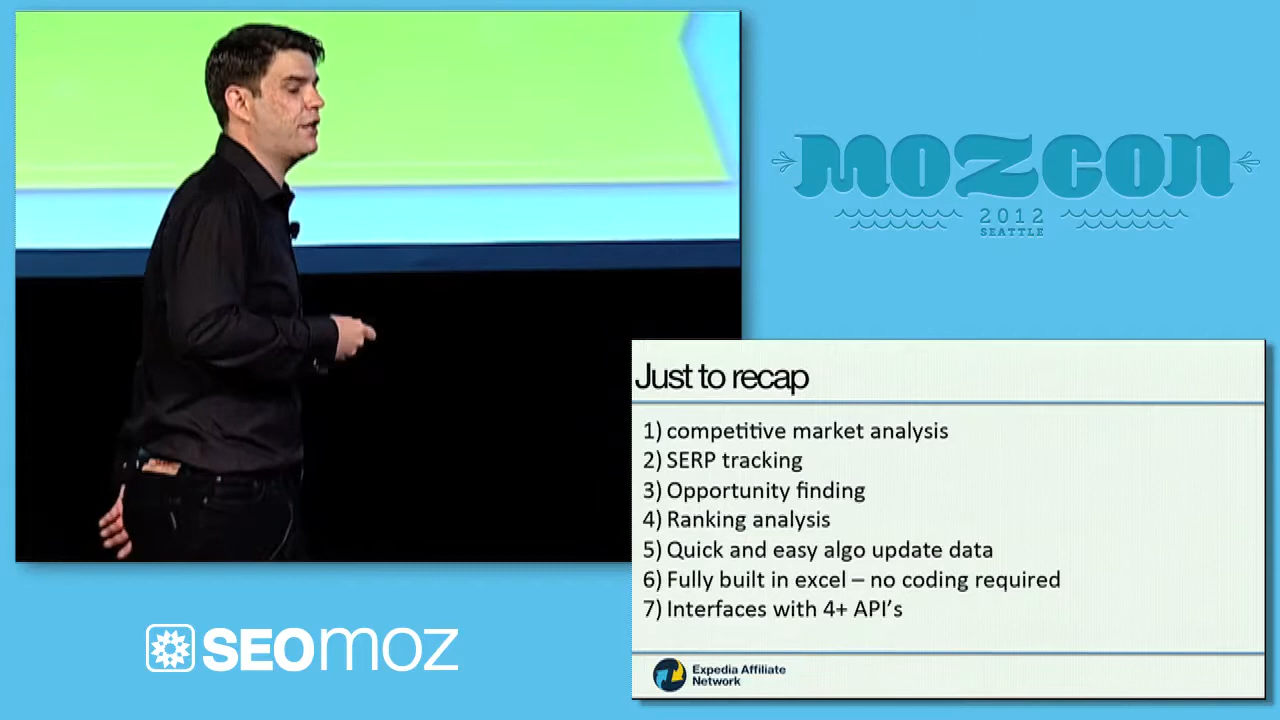 MOZCON
2012
SEATTLE
Just to recap
1) competitive market analysis
2) SERP tracking
3) Opportunity finding
4) Ranking analysis
5) Quick and easy algo update data
6) Fully built in excel – no coding required
7) Interfaces with 4+ API's
Expedia Affiliate
Network
SEOMOZ